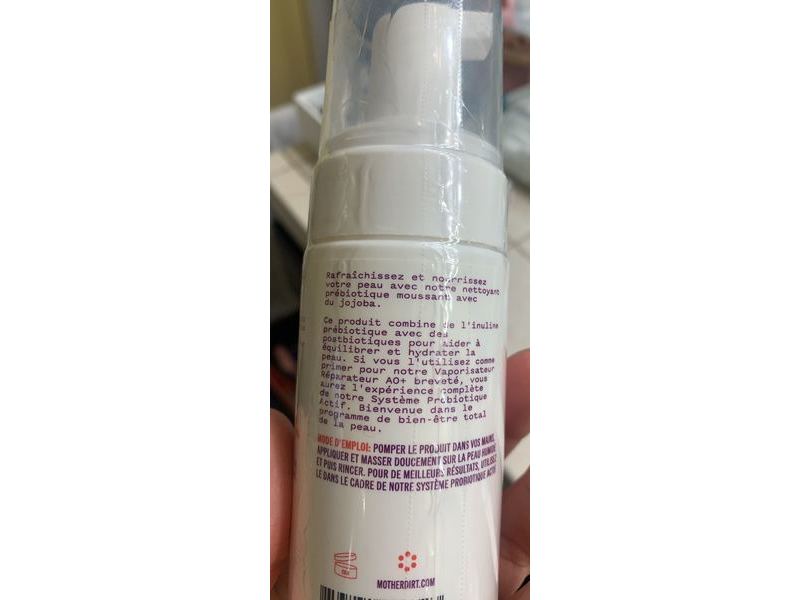 Rafraîchissez et nourrissez
votre peau avec notre nettoyant
prébiotique moussant avec
du jojoba.
Ce produit combine de l'inuline
prébiotique avec des
postbiotiques pour aider à
équilibrer et hydrater la
peau. Si vous l'utilisez comme
primer pour notre Vaporisateur
Réparateur AO+ breveté, vous
aurez l'expérience complète
de notre Système Probiotique
Actif. Bienvenue dans le
programme de bien-être total
de la peau.
MODE D'EMPLOI: POMPER LE PRODUIT DANS VOS MAINS,
APPLIQUER ET MASSER DOUCEMENT SUR LA PEAU HUMIDE,
ET PUIS RINCER. POUR DE MEILLEURS RÉSULTATS, UTILISEZ
LE DANS LE CADRE DE NOTRE SYSTÈME PROBIOTIQUE ACTIF
MOTHERDIRT.COM